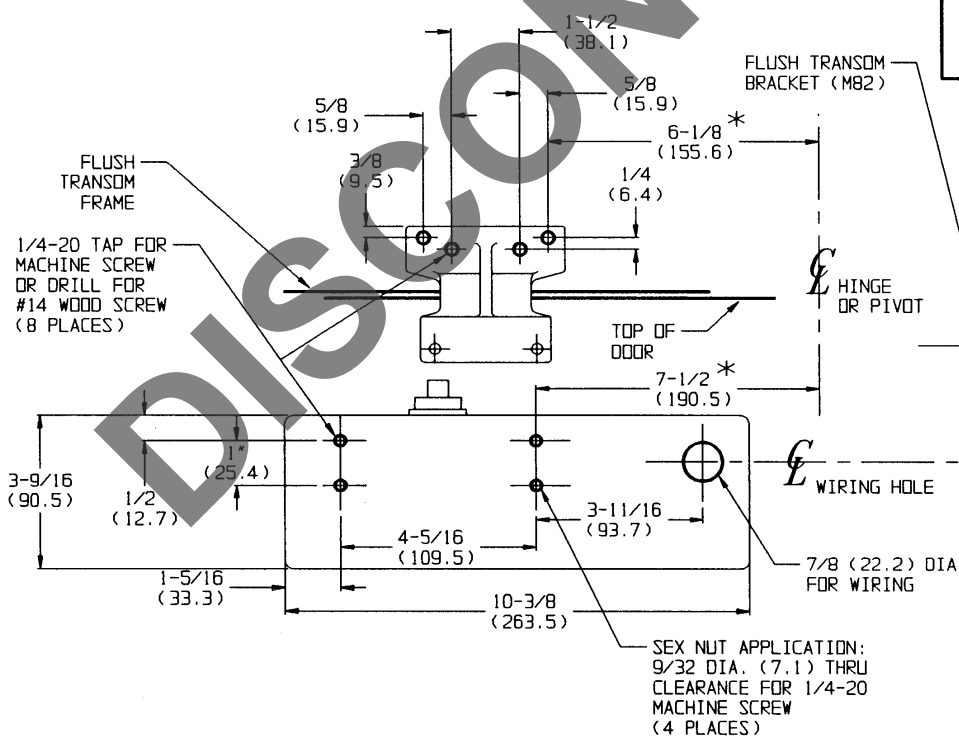 1-1/2
(38.1)
FLUSH TRANSOM
BRACKET (M82)
5/8
(15.9)
5/8
(15.9)
6-1/8 *
(155.6)
3/8
(9.5)
1/4
(6.4)
FLUSH
TRANSOM
FRAME
1/4-20 TAP FOR
MACHINE SCREW
OR DRILL FOR
#14 WOOD SCREW
(8 PLACES)
CL HINGE
OR PIVOT
TOP OF
DOOR
7-1/2 *
(190.5)
3-9/16
(90.5)
1"
(25.4)
1/2
(12.7)
CL WIRING HOLE
3-11/16
(93.7)
4-5/16
(109.5)
1-5/16
(33.3)
7/8 (22.2) DIA
FOR WIRING
10-3/8
(263.5)
SEX NUT APPLICATION:
9/32 DIA. (7.1) THRU
CLEARANCE FOR 1/4-20
MACHINE SCREW
(4 PLACES)
DISCON